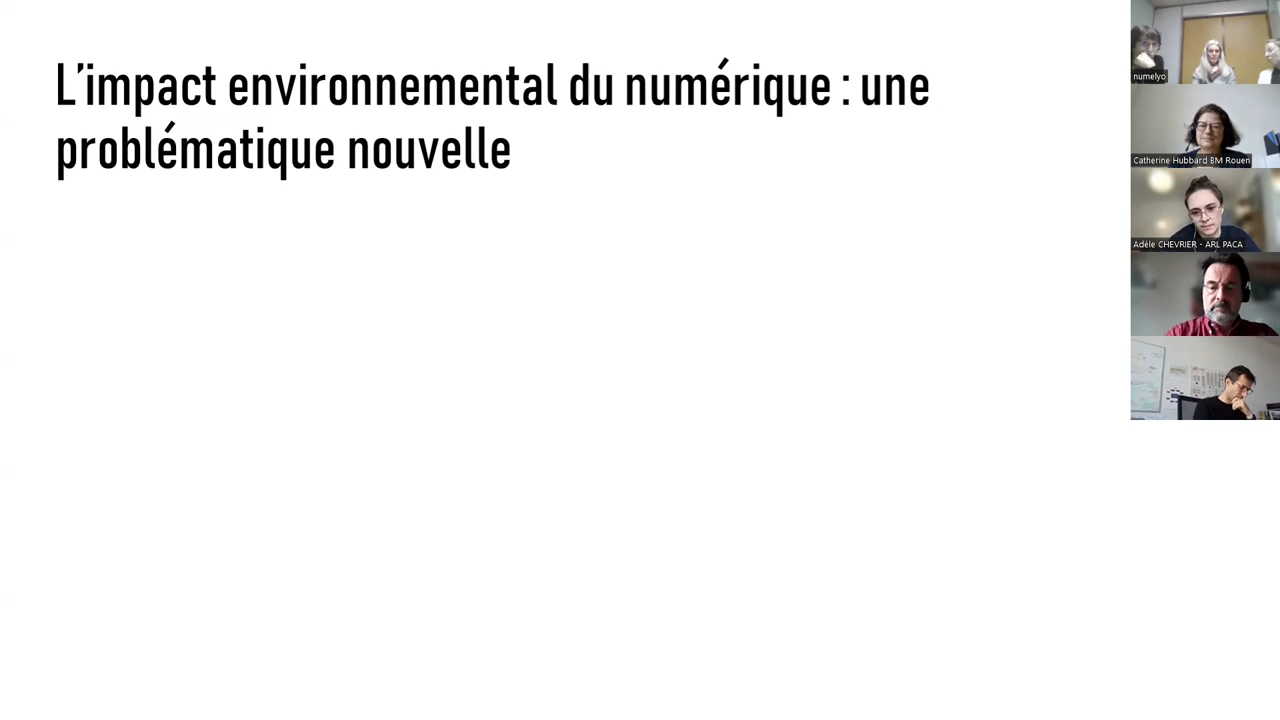 L'impact environnemental du numérique : une
problématique nouvelle
numelyo
Catherine Hubbard BM Rouen
Adèle CHEVRIER - ARL PACA